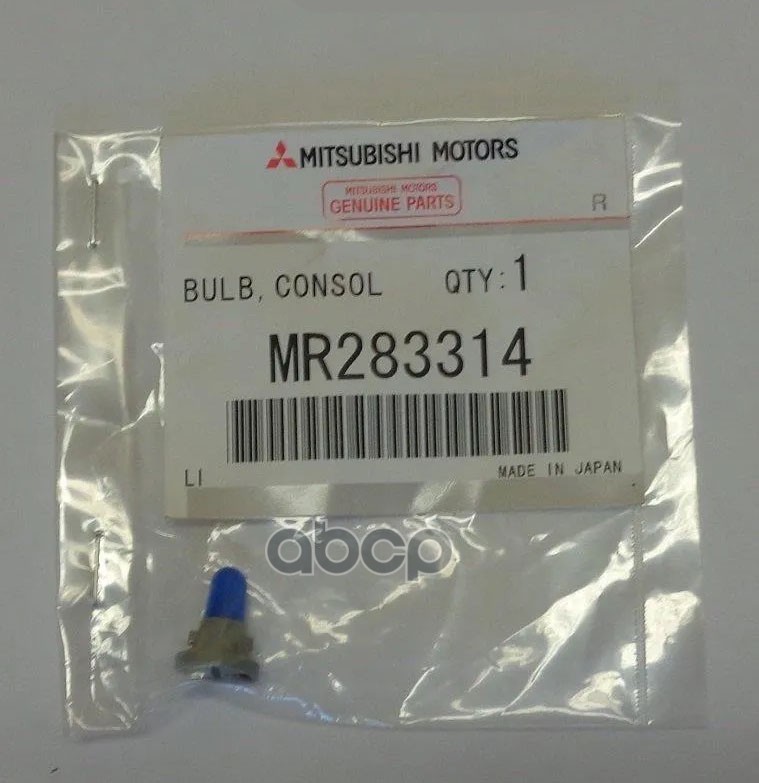 MITSUBISHI MOTORS
MITSUBISHI MOTORS
GENUINE PARTS
R
BULB, CONSOL QTY: 1
MR283314
LI MADE IN JAPAN
abcp